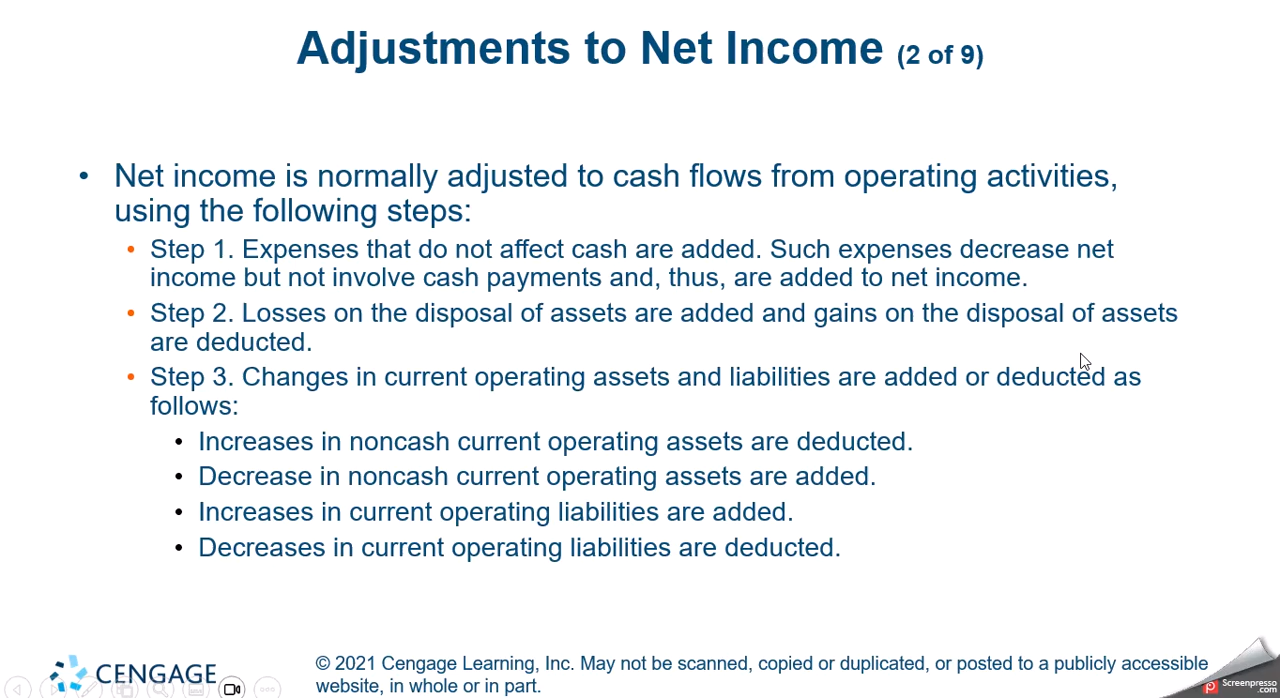 Adjustments to Net Income (2 of 9)
• Net income is normally adjusted to cash flows from operating activities,
using the following steps:
• Step 1. Expenses that do not affect cash are added. Such expenses decrease net
income but not involve cash payments and, thus, are added to net income.
• Step 2. Losses on the disposal of assets are added and gains on the disposal of assets
are deducted.
• Step 3. Changes in current operating assets and liabilities are added or deducted as
follows:
• Increases in noncash current operating assets are deducted.
• Decrease in noncash current operating assets are added.
• Increases in current operating liabilities are added.
• Decreases in current operating liabilities are deducted.
CENGAGE
© 2021 Cengage Learning, Inc. May not be scanned, copied or duplicated, or posted to a publicly accessible
website, in whole or in part.
Screenpresso
.com